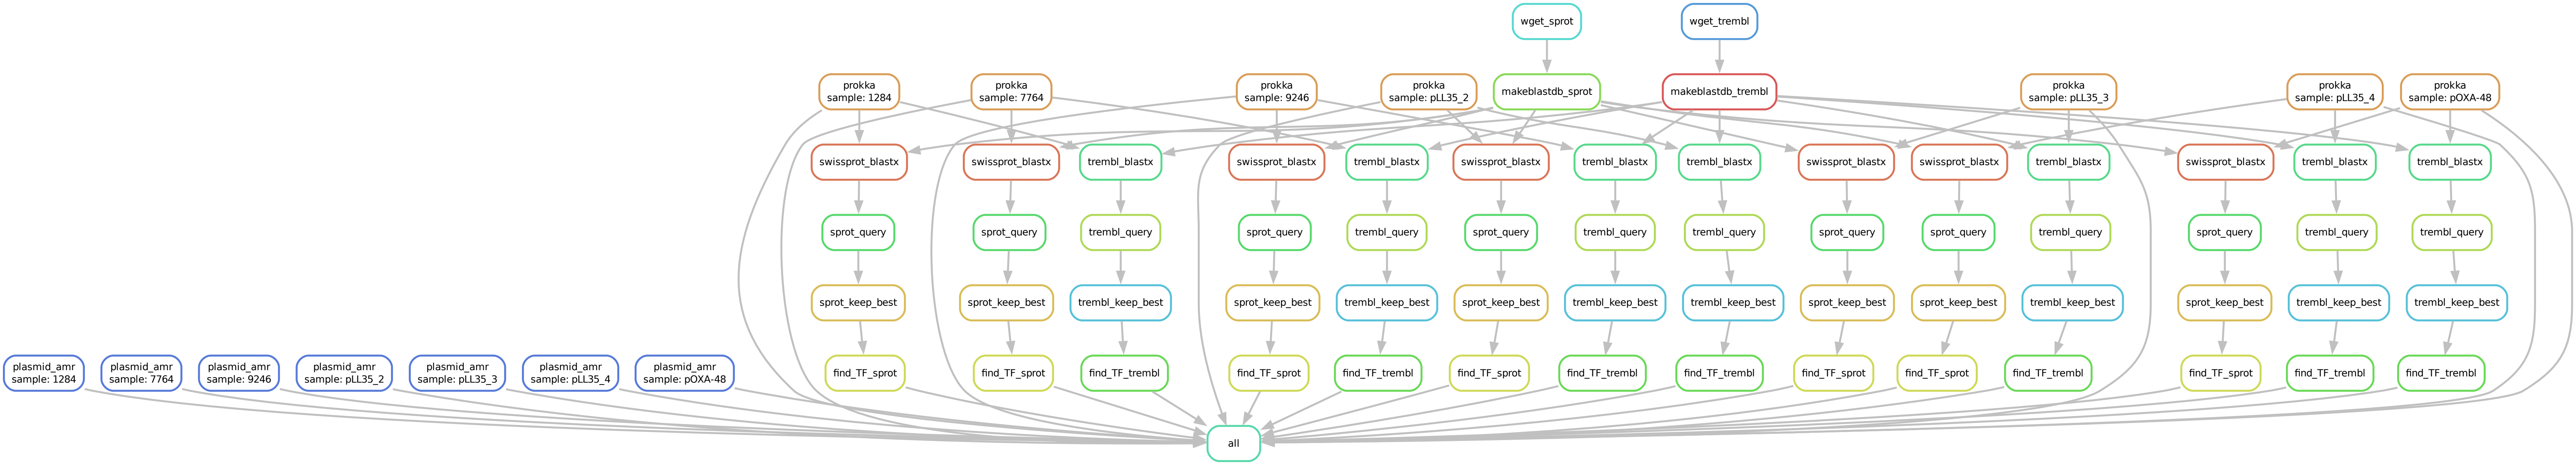 wget_sprot
wget_trembl
prokka
sample: 1284
prokka
sample: 7764
prokka
sample: 9246
prokka
sample: pLL35_2
makeblastdb_sprot
makeblastdb_trembl
prokka
sample: pLL35_3
prokka
sample: pLL35_4
prokka
sample: pOXA-48
swissprot_blastx
swissprot_blastx
trembl_blastx
swissprot_blastx
trembl_blastx
swissprot_blastx
trembl_blastx
trembl_blastx
swissprot_blastx
swissprot_blastx
trembl_blastx
swissprot_blastx
trembl_blastx
trembl_blastx
sprot_query
sprot_query
trembl_query
sprot_query
trembl_query
sprot_query
trembl_query
trembl_query
sprot_query
sprot_query
trembl_query
sprot_query
trembl_query
trembl_query
sprot_keep_best
sprot_keep_best
trembl_keep_best
sprot_keep_best
trembl_keep_best
sprot_keep_best
trembl_keep_best
trembl_keep_best
sprot_keep_best
sprot_keep_best
trembl_keep_best
sprot_keep_best
trembl_keep_best
trembl_keep_best
plasmid_amr
sample: 1284
plasmid_amr
sample: 7764
plasmid_amr
sample: 9246
plasmid_amr
sample: pLL35_2
plasmid_amr
sample: pLL35_3
plasmid_amr
sample: pLL35_4
plasmid_amr
sample: pOXA-48
find_TF_sprot
find_TF_sprot
find_TF_trembl
find_TF_sprot
find_TF_trembl
find_TF_sprot
find_TF_trembl
find_TF_trembl
find_TF_sprot
find_TF_sprot
find_TF_trembl
find_TF_sprot
find_TF_trembl
find_TF_trembl
all